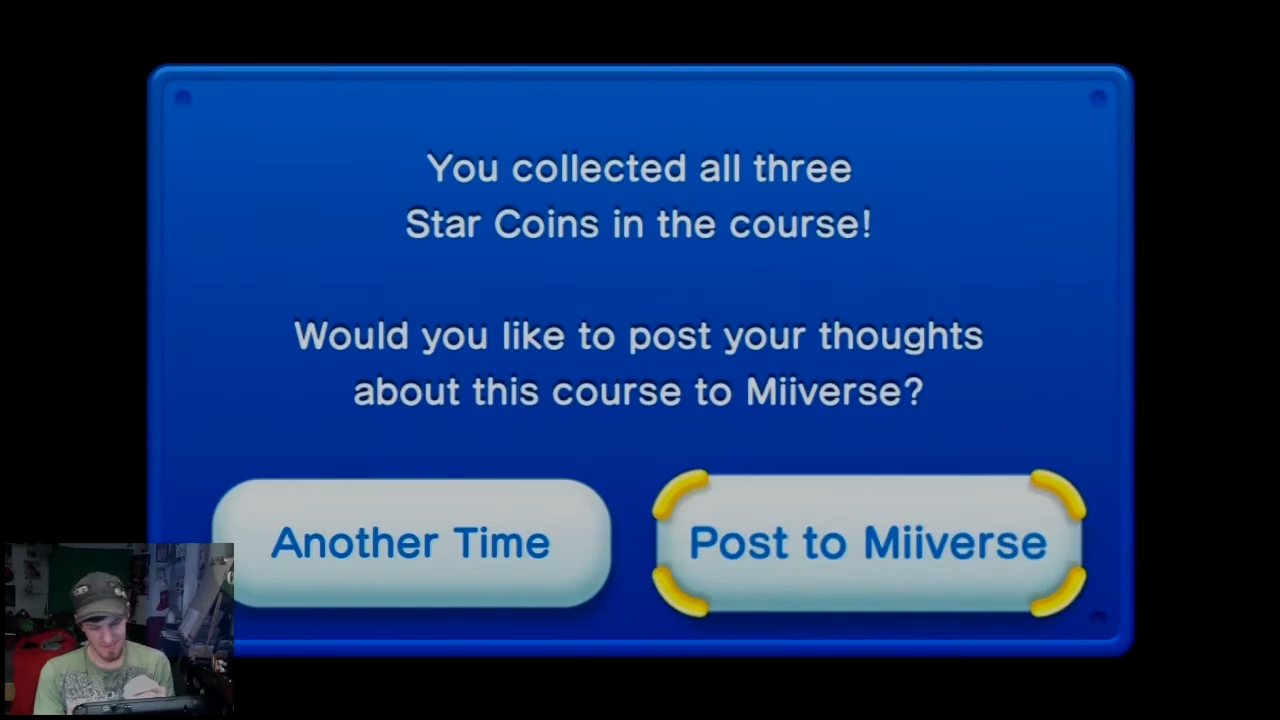 You collected all three
Star Coins in the course!
Would you like to post your thoughts
about this course to Miiverse?
Another Time
Post to Miiverse